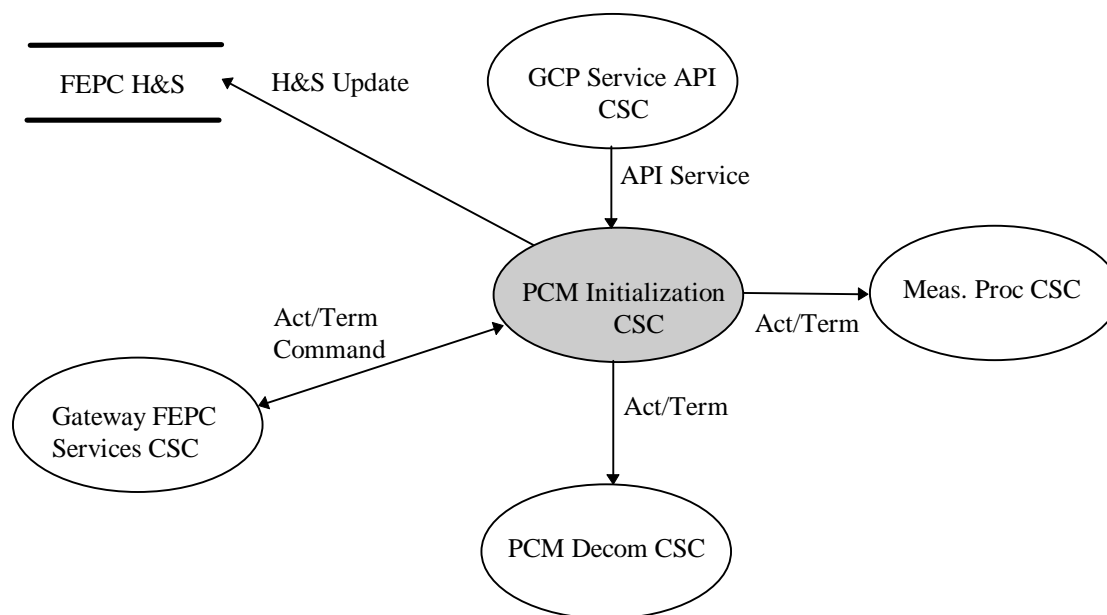 FEPC H&S
H&S Update
GCP Service API
CSC
API Service
PCM Initialization
CSC
Meas. Proc CSC
Act/Term
Act/Term
Command
Gateway FEPC
Services CSC
Act/Term
PCM Decom CSC